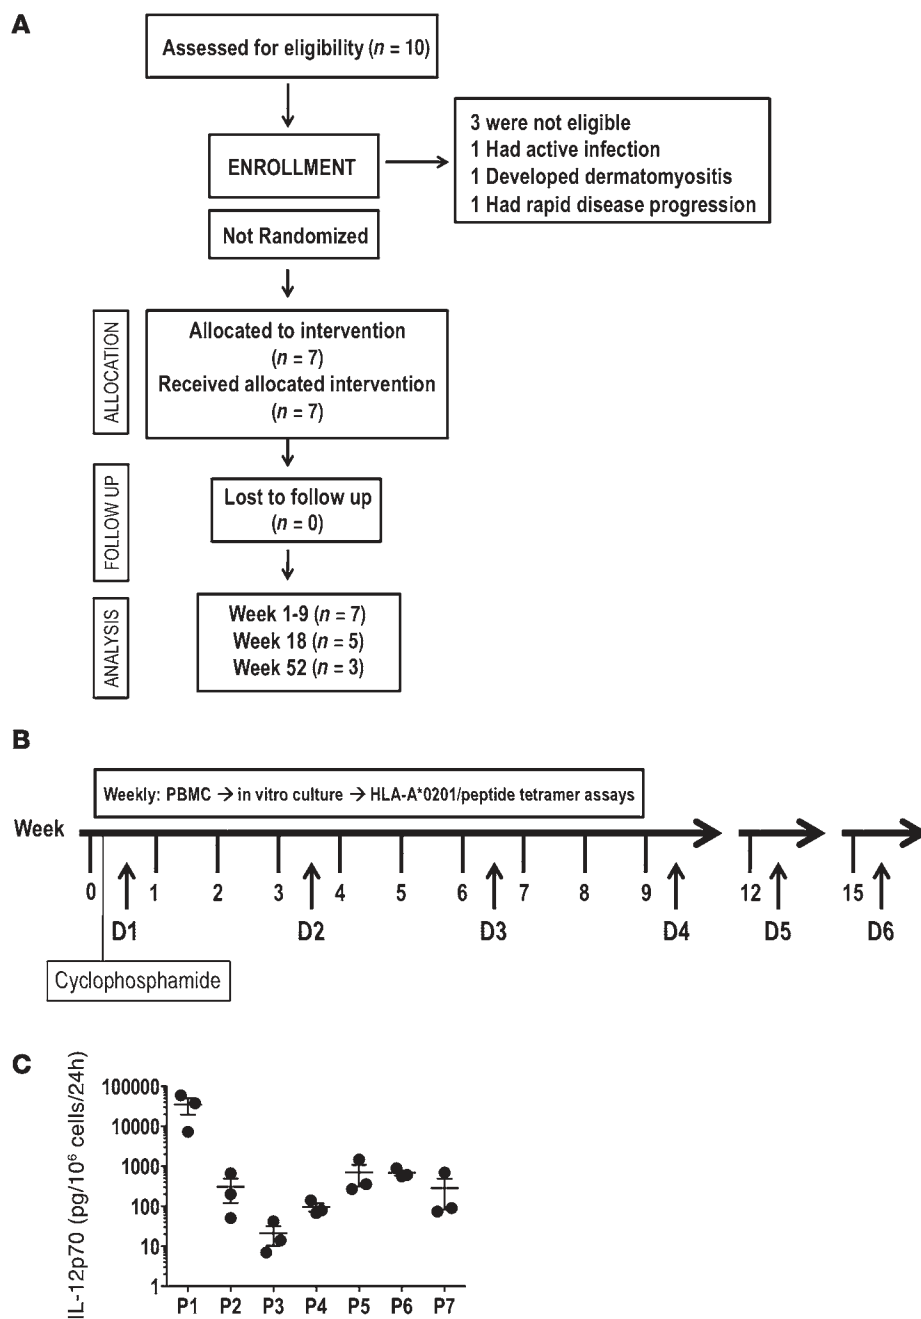 A
Assessed for eligibility (n = 10)
ENROLLMENT
3 were not eligible
1 Had active infection
1 Developed dermatomyositis
1 Had rapid disease progression
Not Randomized
ALLOCATION
Allocated to intervention
(n = 7)
Received allocated intervention
(n = 7)
FOLLOW UP
Lost to follow up
(n = 0)
ANALYSIS
Week 1-9 (n = 7)
Week 18 (n = 5)
Week 52 (n = 3)
B
Weekly: PBMC → in vitro culture → HLA-A*0201/peptide tetramer assays
Week
0 1 2 3 4 5 6 7 8 9 12 15
D1 D2 D3 D4 D5 D6
Cyclophosphamide
C
IL-12p70 (pg/10⁶ cells/24h)
100000
10000
1000
100
10
1
P1 P2 P3 P4 P5 P6 P7